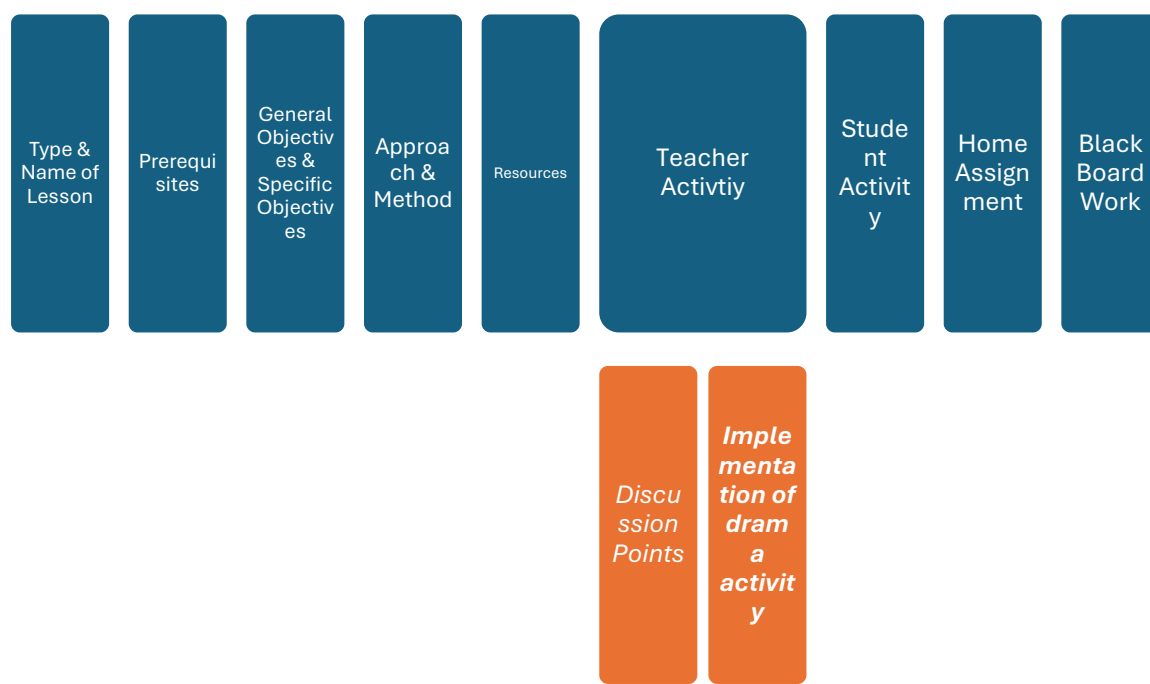 Type &
Name of
Lesson
Prerequi
sites
General
Objectiv
es &
Specific
Objectiv
es
Approa
ch &
Method
Resources
Teacher
Activtiy
Stude
nt
Activit
y
Home
Assign
ment
Black
Board
Work
Discu
ssion
Points
Imple
menta
tion of
dram
a
activit
y